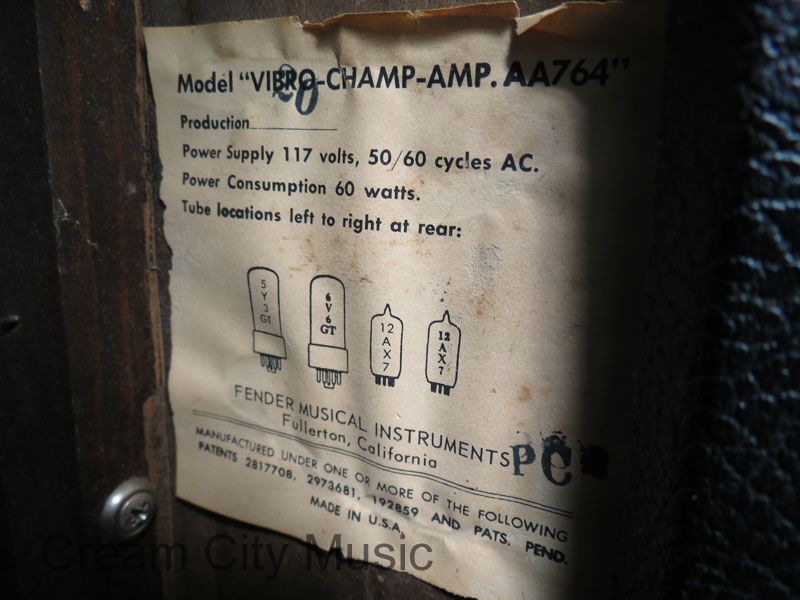 Model "VIBRO-CHAMP-AMP. AA764"
20
Production
Power Supply 117 volts, 50/60 cycles AC.
Power Consumption 60 watts.
Tube locations left to right at rear:
5Y3GT 6V6GT 12AX7 12AX7
FENDER MUSICAL INSTRUMENTS
Fullerton, California
PC
MANUFACTURED UNDER ONE OR MORE OF THE FOLLOWING
PATENTS 2817708, 2973681, 192859 AND PATS. PEND.
MADE IN U.S.A.
Cream City Music